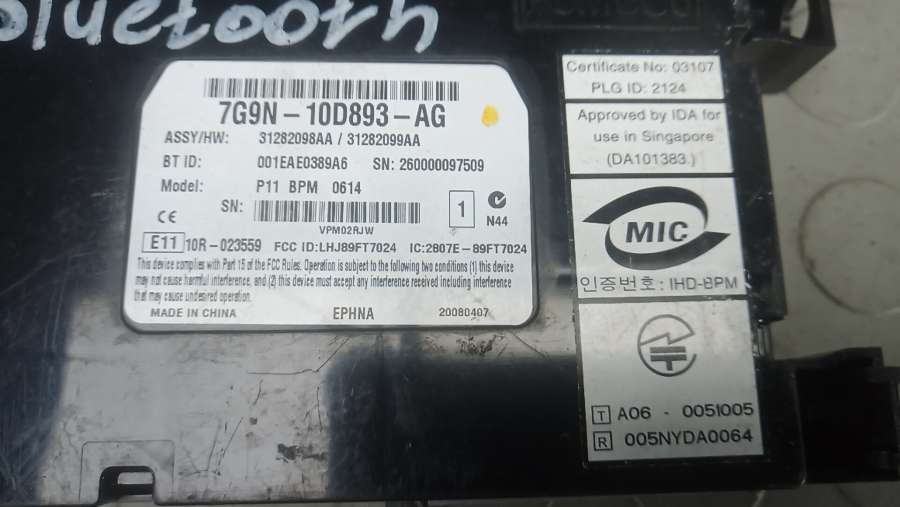 Bluetooth
7G9N-10D893-AG
ASSY/HW: 31282098AA / 31282099AA
BT ID: 001EAE0389A6 SN: 260000097509
Model: P11 BPM 0614
SN:
VPM02RJW
1
N44
CE
E11 10R-023559 FCC ID:LHJ89FT7024 IC:2807E-89FT7024
This device complies with Part 15 of the FCC Rules. Operation is subject to the following two conditions (1) this device
may not cause harmful interference, and (2) this device must accept any interference received including interference
that may cause undesired operation.
MADE IN CHINA EPHNA 20080407
Certificate No: 03107
PLG ID: 2124
Approved by IDA for
use in Singapore
(DA101383.)
MIC
인증번호: IHD-BPM
T A06 - 0051005
R 005NYDA0064